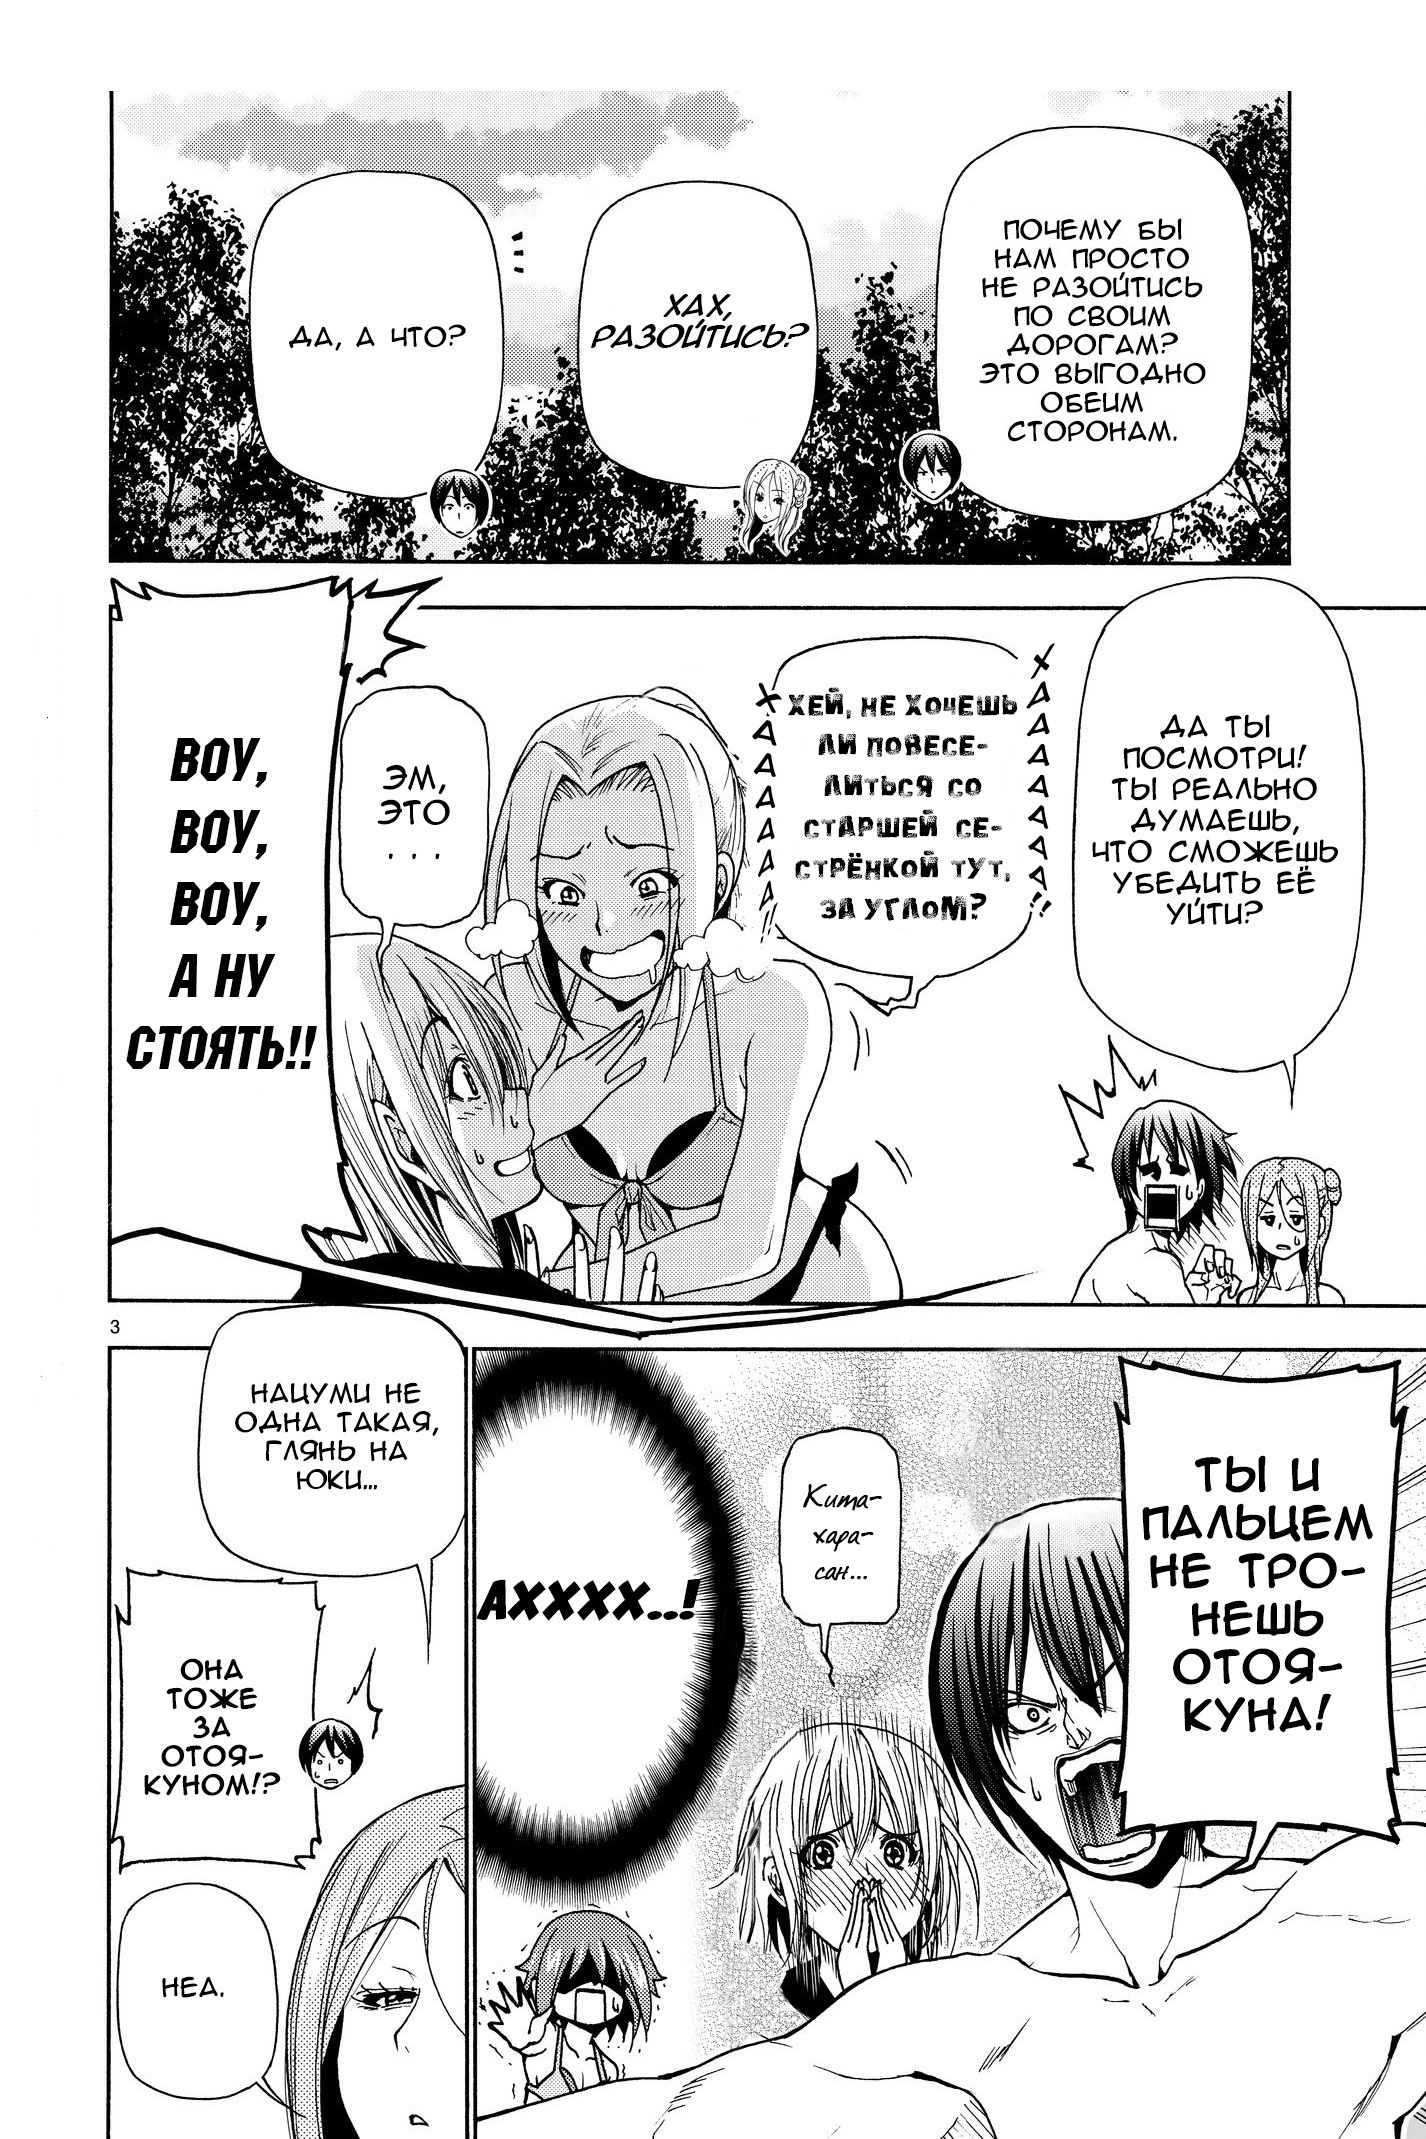 ПОЧЕМУ БЫ
НАМ ПРОСТО
НЕ РАЗОЙТИСЬ
ПО СВОИМ
ДОРОГАМ?
ЭТО ВЫГОДНО
ОБЕИМ
СТОРОНАМ.
ХАХ,
РАЗОЙТИСЬ?
ДА, А ЧТО?
ДА ТЫ
ПОСМОТРИ!
ТЫ РЕАЛЬНО
ДУМАЕШЬ,
ЧТО СМОЖЕШЬ
УБЕДИТЬ ЕЁ
УЙТИ?
ХААААААА!!
ХЕЙ, НЕ ХОЧЕШЬ
ЛИ ПОВЕСЕ-
ЛИТЬСЯ СО
СТАРШЕЙ СЕ-
СТРЁНКОЙ ТУТ,
ЗА УГЛОМ?
ХААААААА!!
ЭМ,
ЭТО
...
ВОУ,
ВОУ,
ВОУ,
А НУ
СТОЯТЬ!!
3
ТЫ И
ПАЛЬЦЕМ
НЕ ТРО-
НЕШЬ
ОТОЯ-
КУНА!
Кита-
хара-
сан...
АХХХХ...!
НАЦУМИ НЕ
ОДНА ТАКАЯ,
ГЛЯНЬ НА
ЮКИ...
ОНА
ТОЖЕ
ЗА
ОТОЯ-
КУНОМ!?
НЕА.